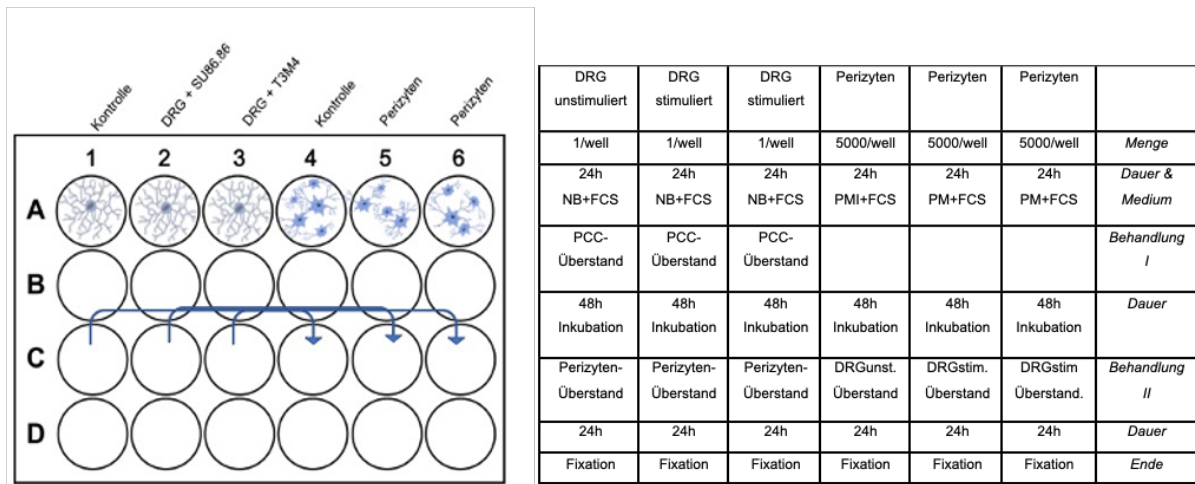 Kontrolle
DRG + SU86.86
DRG + T3M4
Kontrolle
Perizyten
Perizyten
1 2 3 4 5 6
A
B
C
D
DRG DRG DRG Perizyten Perizyten Perizyten
unstimuliert stimuliert stimuliert
1/well 1/well 1/well 5000/well 5000/well 5000/well Menge
24h 24h 24h 24h 24h 24h Dauer &
NB+FCS NB+FCS NB+FCS PMI+FCS PM+FCS PM+FCS Medium
PCC- PCC- PCC- Behandlung
Überstand Überstand Überstand I
48h 48h 48h 48h 48h 48h Dauer
Inkubation Inkubation Inkubation Inkubation Inkubation Inkubation
Perizyten- Perizyten- Perizyten- DRGunst. DRGstim. DRGstim Behandlung
Überstand Überstand Überstand Überstand Überstand Überstand. II
24h 24h 24h 24h 24h 24h Dauer
Fixation Fixation Fixation Fixation Fixation Fixation Ende